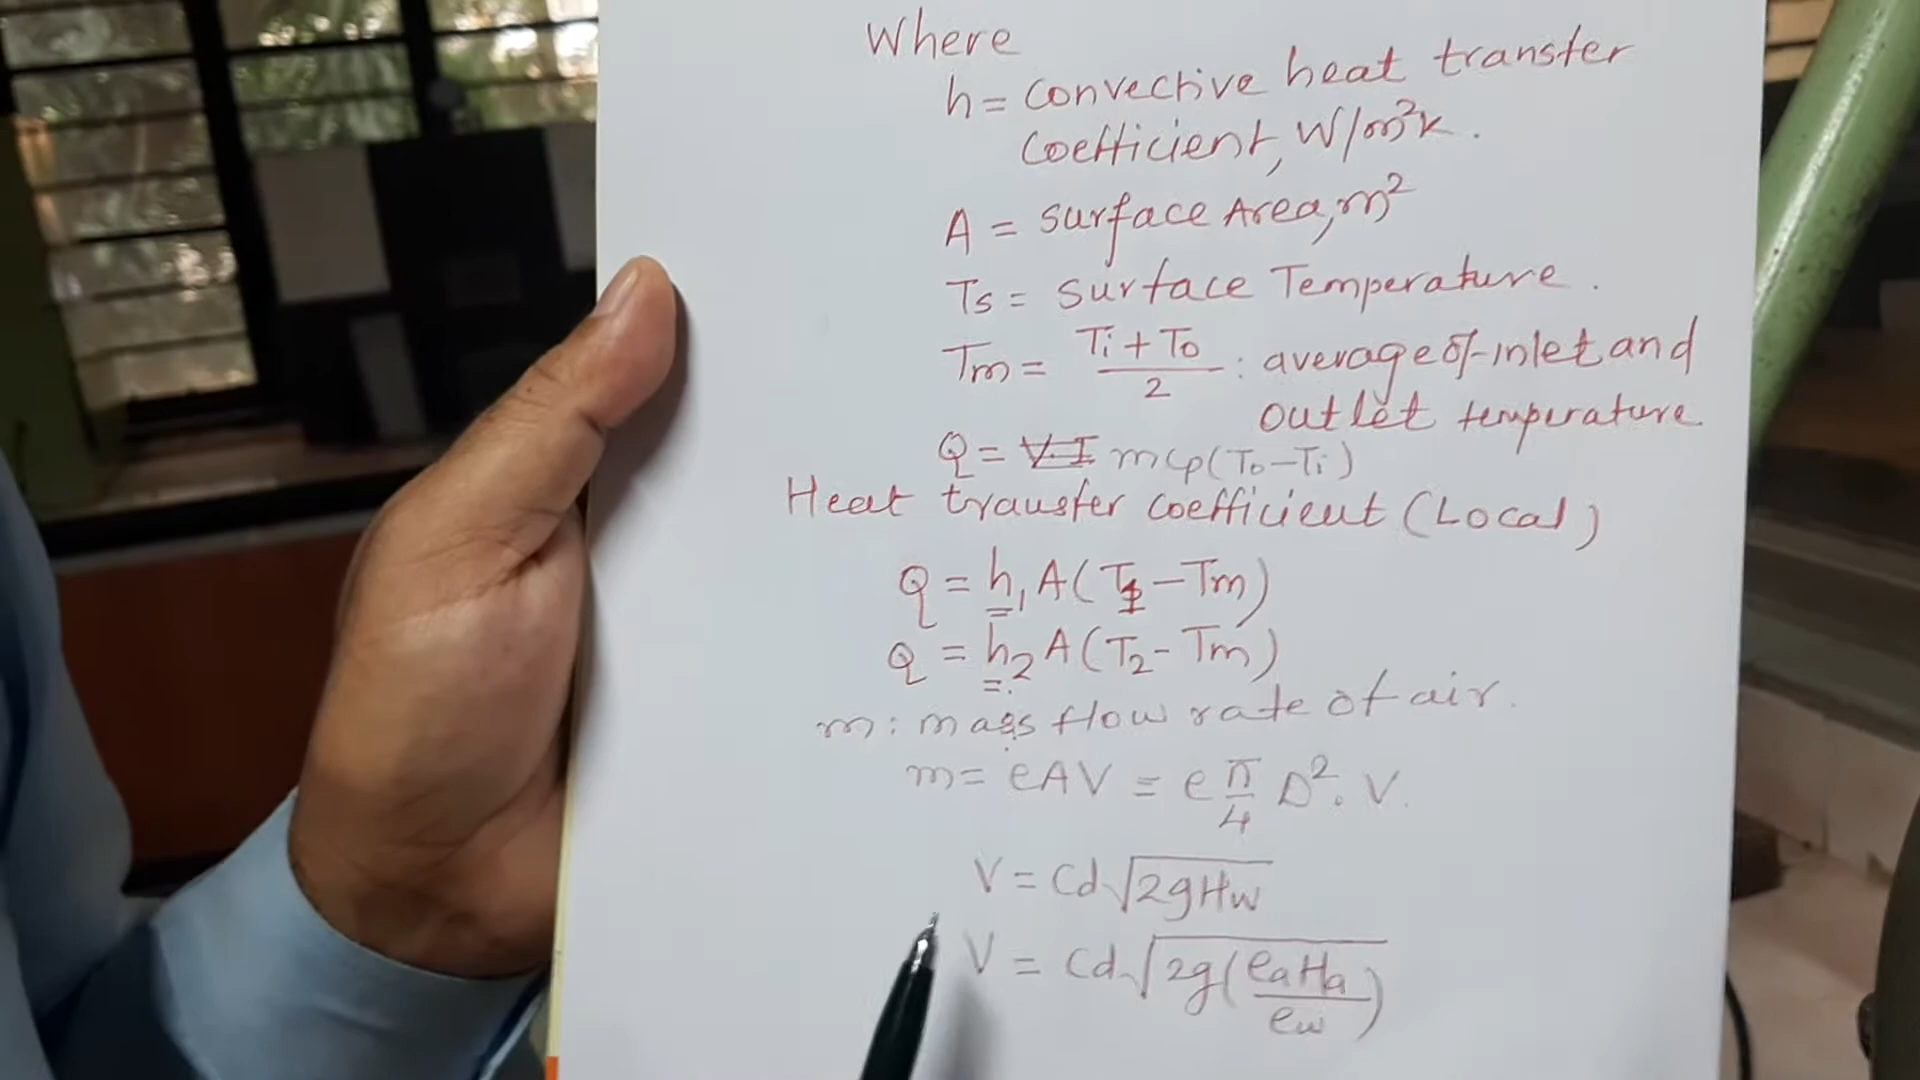 Where
h = convective heat transfer
coefficient, W/m²k.
A = surface Area, m²
Ts = surface Temperature.
Tm = (Ti + To)/2 : average of inlet and
outlet temperature
Q = V·I mcp(To-Ti)
Heat transfer coefficient (Local)
Q = h₁A(T1-Tm)
Q = h₂A(T₂-Tm)
m: mass flow rate of air.
m = ρAV = ρ π/4 D². V.
V = Cd√2gHw
V = Cd√2g(ρaHa/ρw)